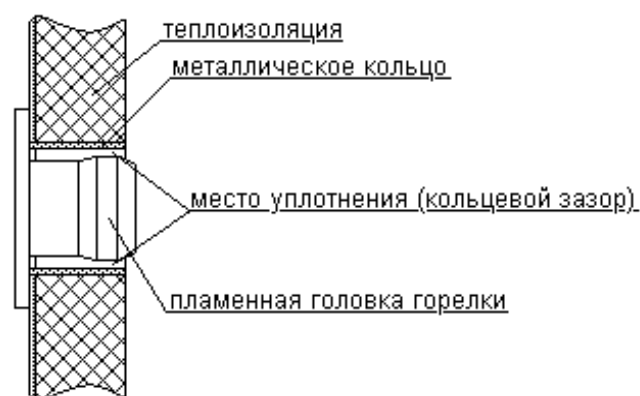 теплоизоляция
металлическое кольцо
место уплотнения (кольцевой зазор)
пламенная головка горелки